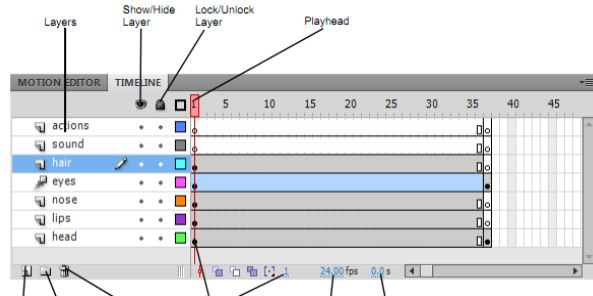 Layers
Show/Hide
Layer
Lock/Unlock
Layer
Playhead
MOTION EDITOR TIMELINE
1 5 10 15 20 25 30 35 40 45
actions
sound
hair
eyes
nose
lips
head
1 24.00 fps 0.0 s